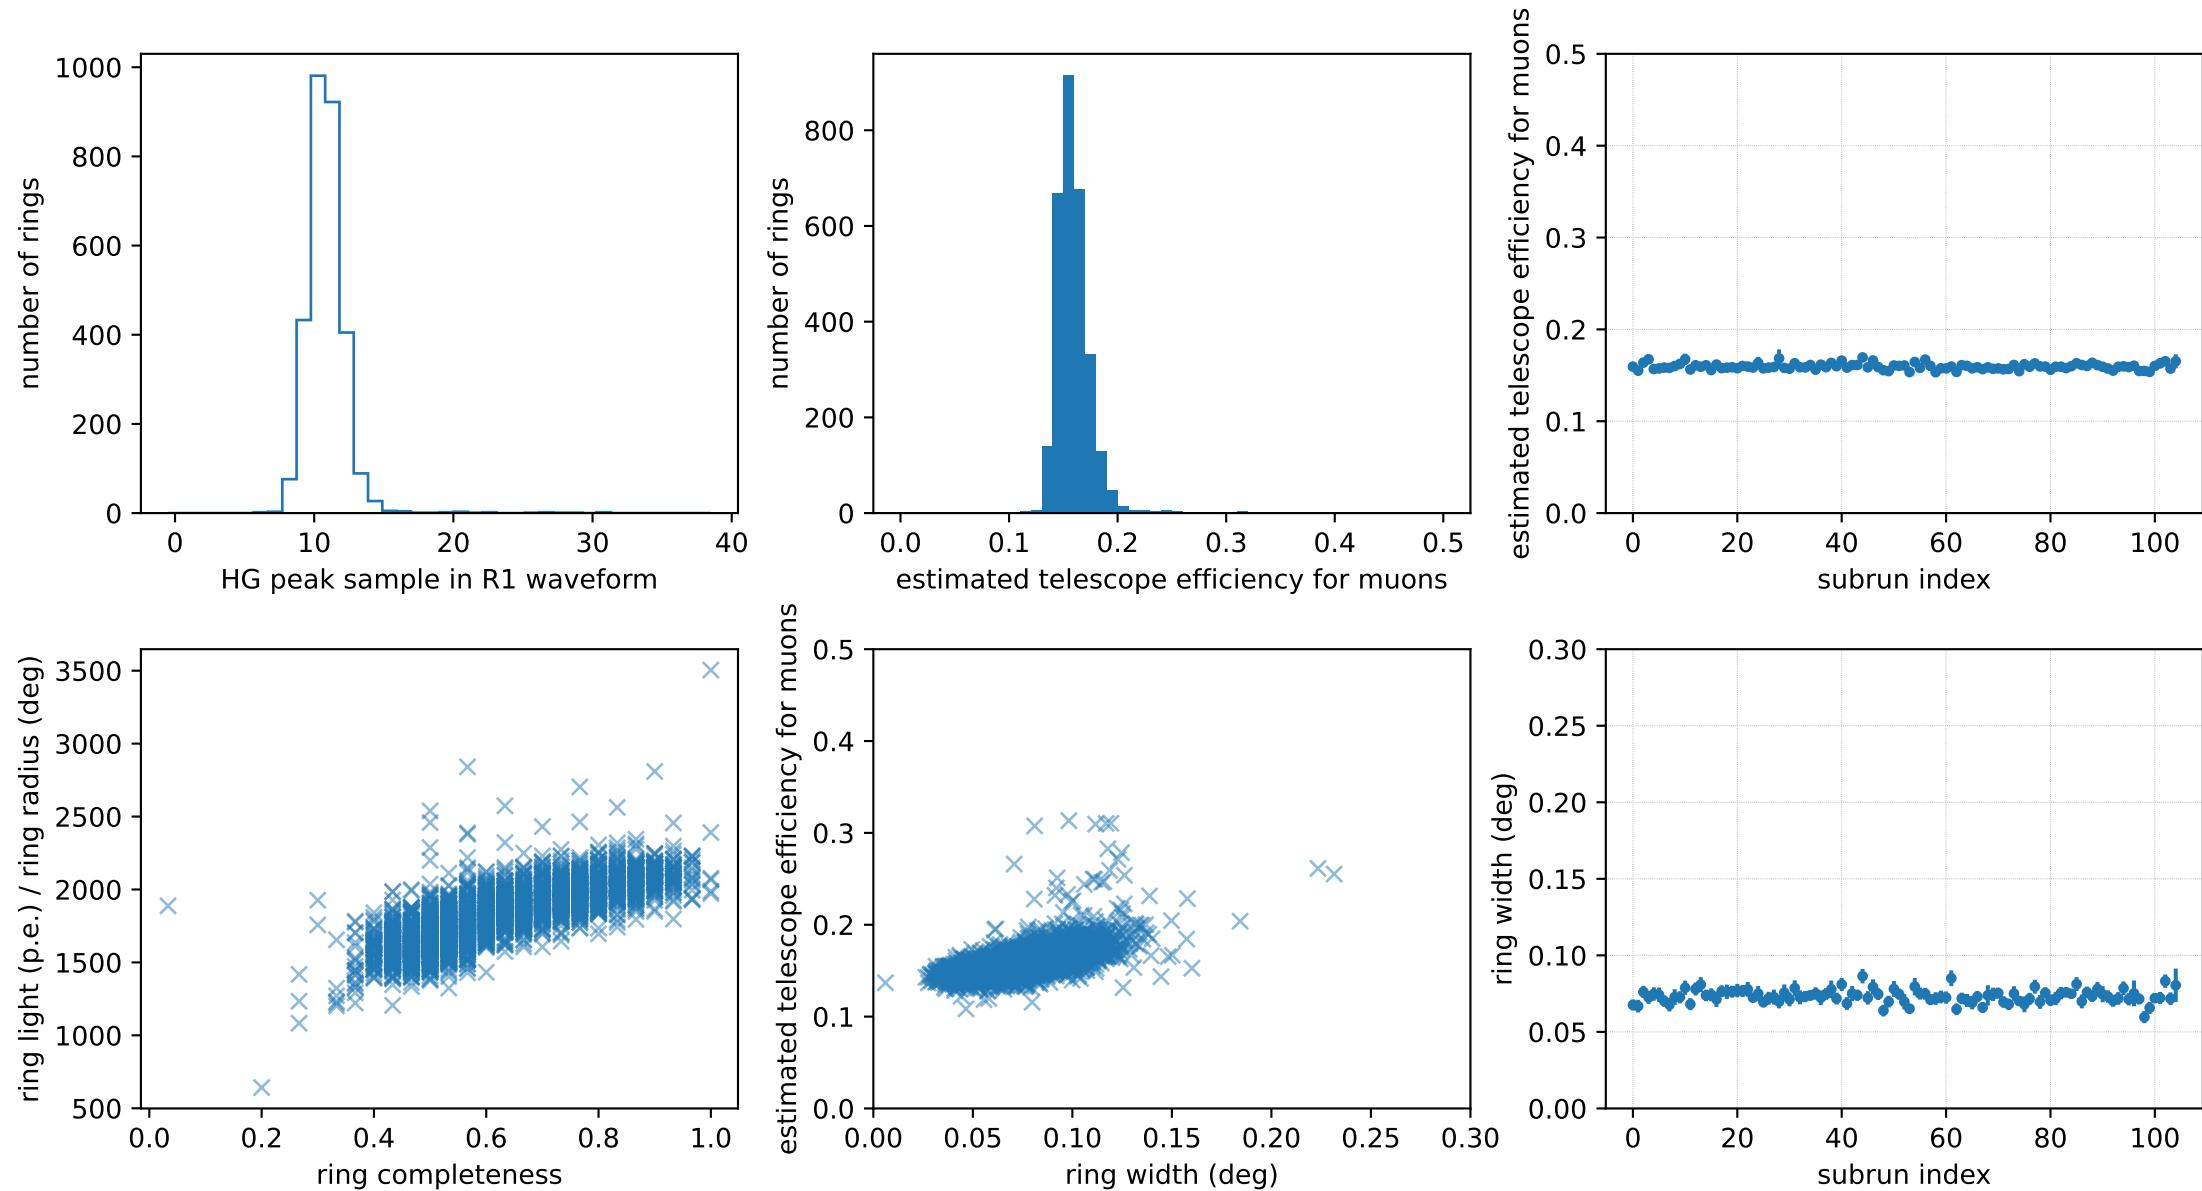 number of rings
1000
800
600
400
200
0
0 10 20 30 40
HG peak sample in R1 waveform
number of rings
800
600
400
200
0
0.0 0.1 0.2 0.3 0.4 0.5
estimated telescope efficiency for muons
estimated telescope efficiency for muons
0.5
0.4
0.3
0.2
0.1
0.0
0 20 40 60 80 100
subrun index
ring light (p.e.) / ring radius (deg)
3500
3000
2500
2000
1500
1000
500
0.0 0.2 0.4 0.6 0.8 1.0
ring completeness
estimated telescope efficiency for muons
0.5
0.4
0.3
0.2
0.1
0.0
0.00 0.05 0.10 0.15 0.20 0.25 0.30
ring width (deg)
ring width (deg)
0.30
0.25
0.20
0.15
0.10
0.05
0.00
0 20 40 60 80 100
subrun index